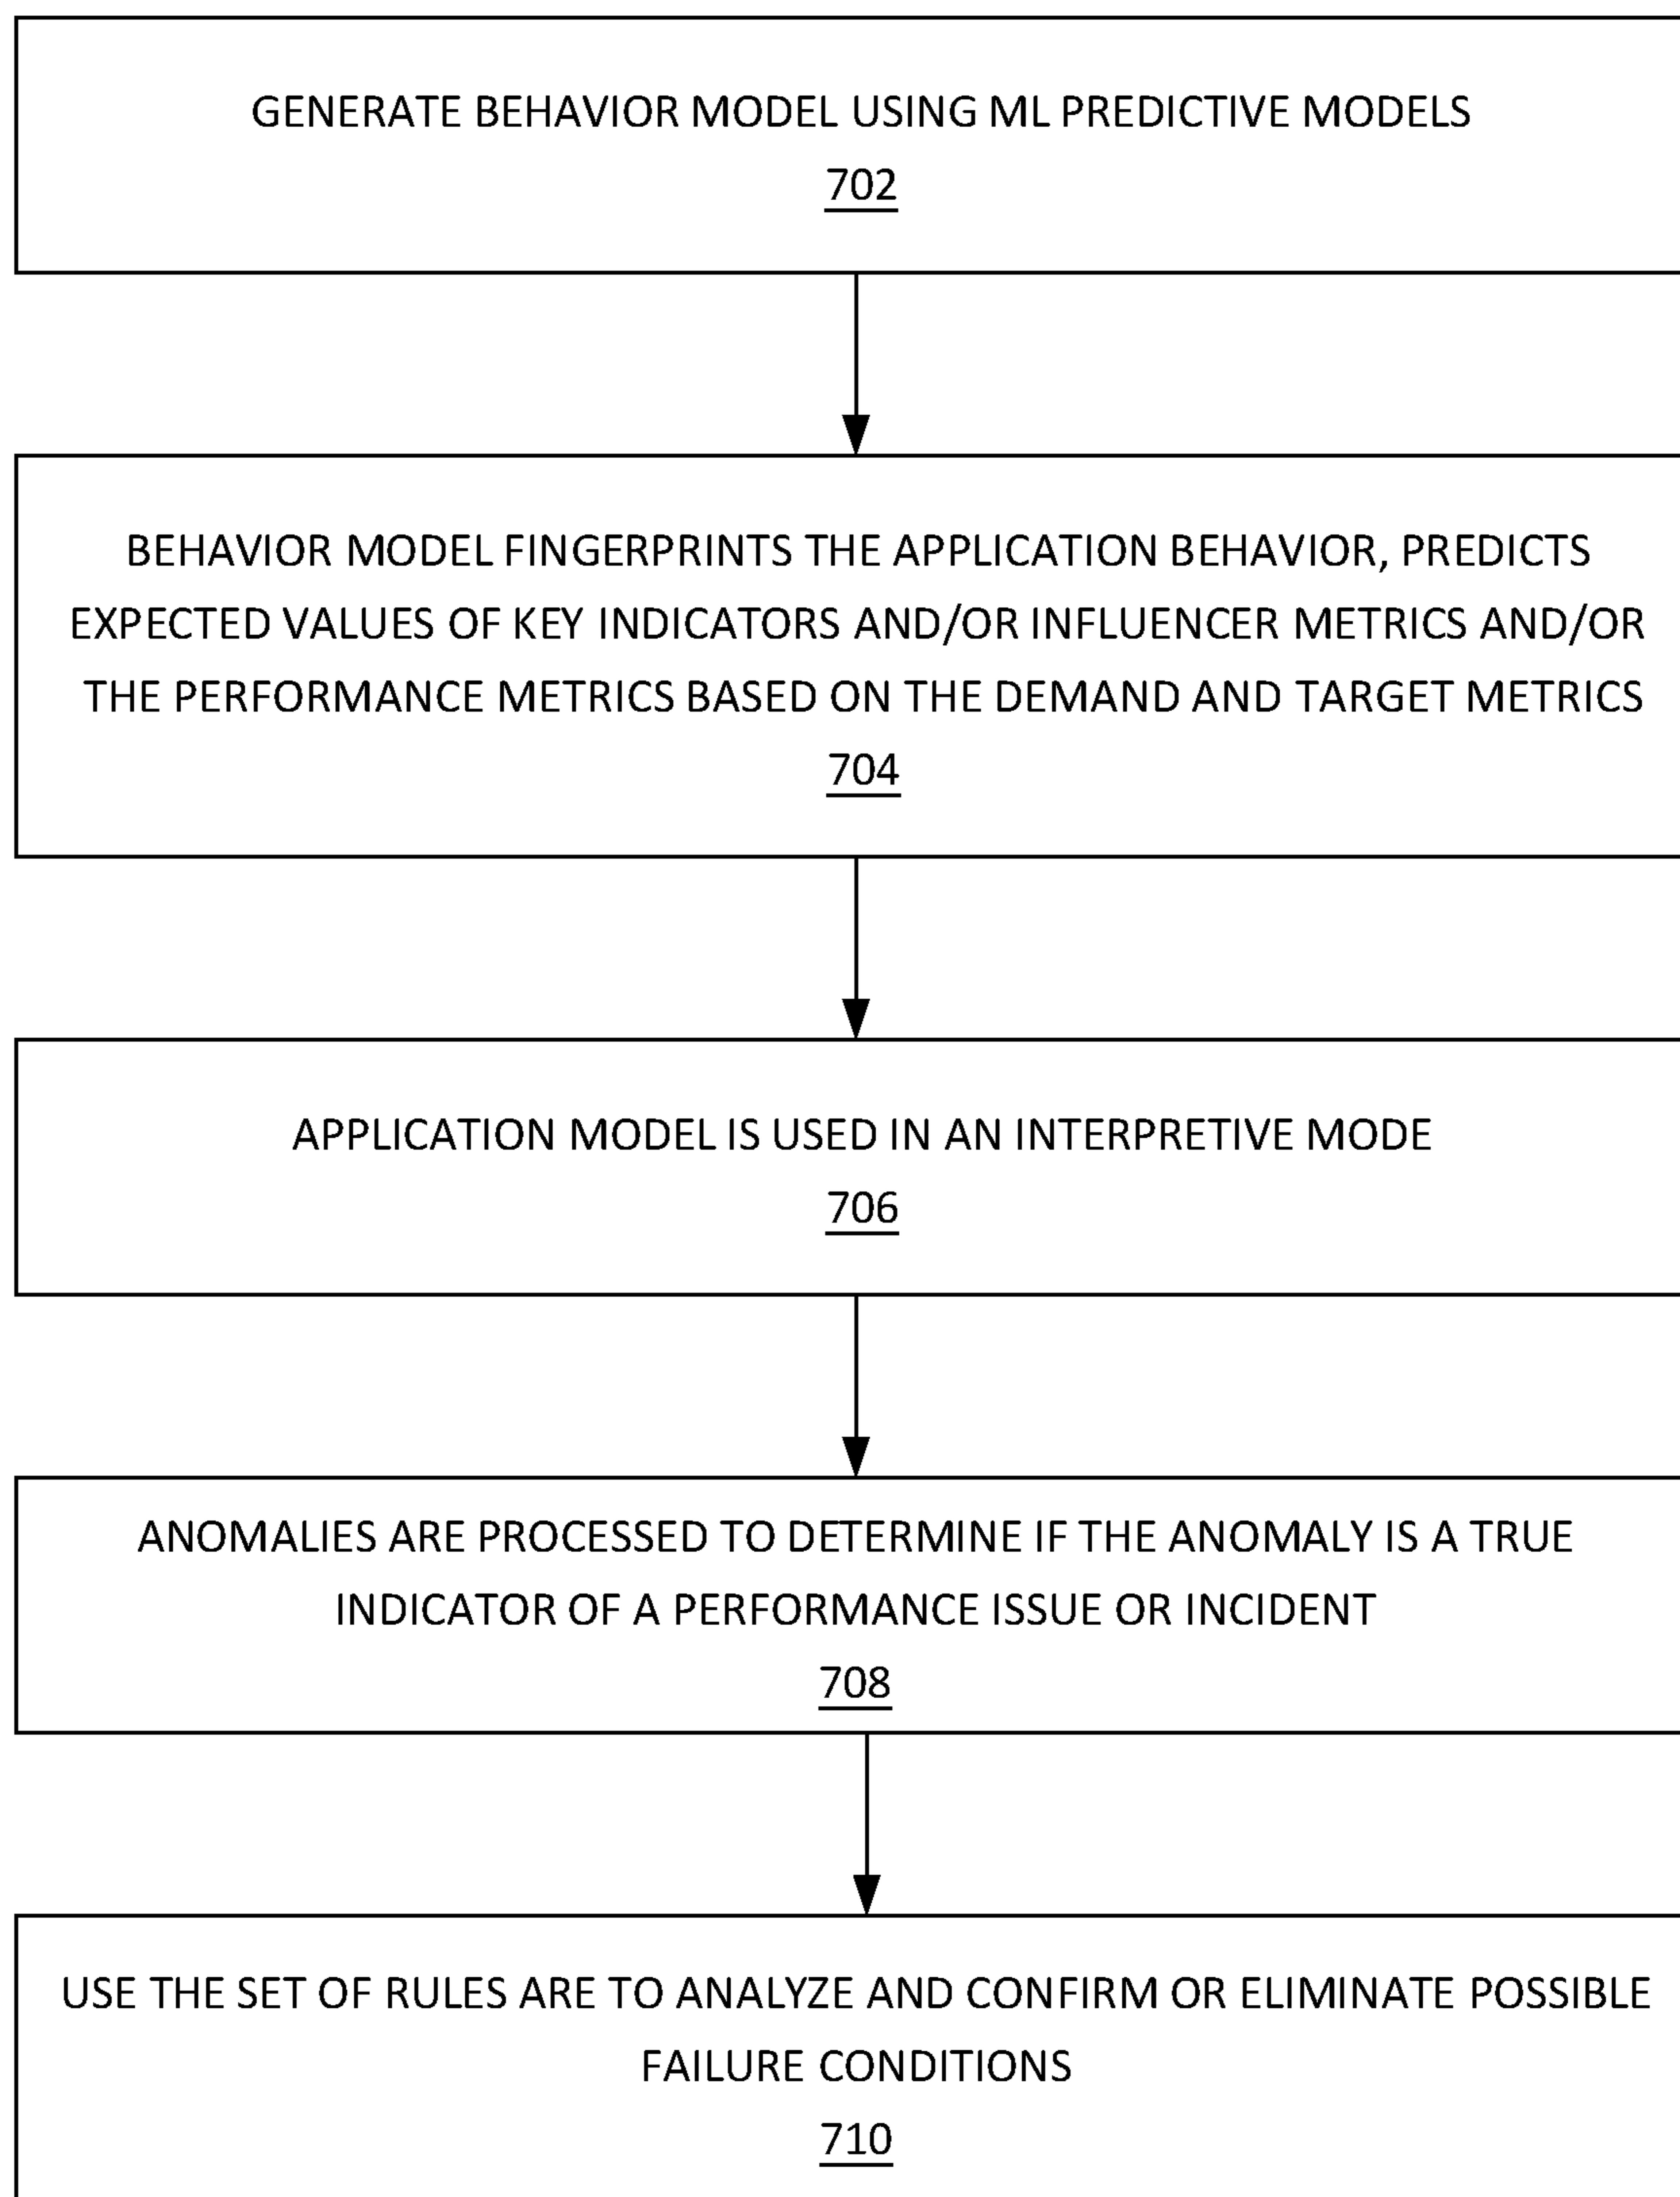 GENERATE BEHAVIOR MODEL USING ML PREDICTIVE MODELS
702
BEHAVIOR MODEL FINGERPRINTS THE APPLICATION BEHAVIOR, PREDICTS
EXPECTED VALUES OF KEY INDICATORS AND/OR INFLUENCER METRICS AND/OR
THE PERFORMANCE METRICS BASED ON THE DEMAND AND TARGET METRICS
704
APPLICATION MODEL IS USED IN AN INTERPRETIVE MODE
706
ANOMALIES ARE PROCESSED TO DETERMINE IF THE ANOMALY IS A TRUE
INDICATOR OF A PERFORMANCE ISSUE OR INCIDENT
708
USE THE SET OF RULES ARE TO ANALYZE AND CONFIRM OR ELIMINATE POSSIBLE
FAILURE CONDITIONS
710